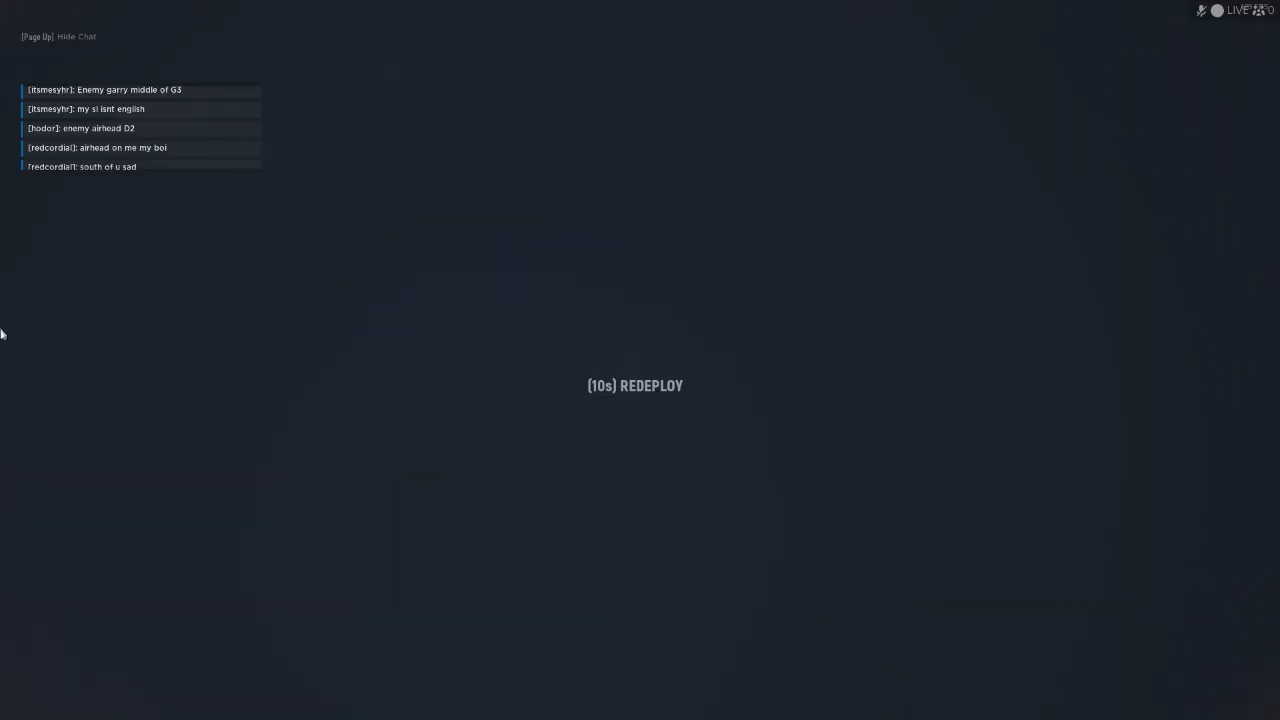 LIVE
0
[Page Up] Hide Chat
[itsmesyhr]: Enemy garry middle of G3
[itsmesyhr]: my sl isnt english
[hodor]: enemy airhead D2
[redcordial]: airhead on me my boi
[redcordial]: south of u sad
(10s) REDEPLOY